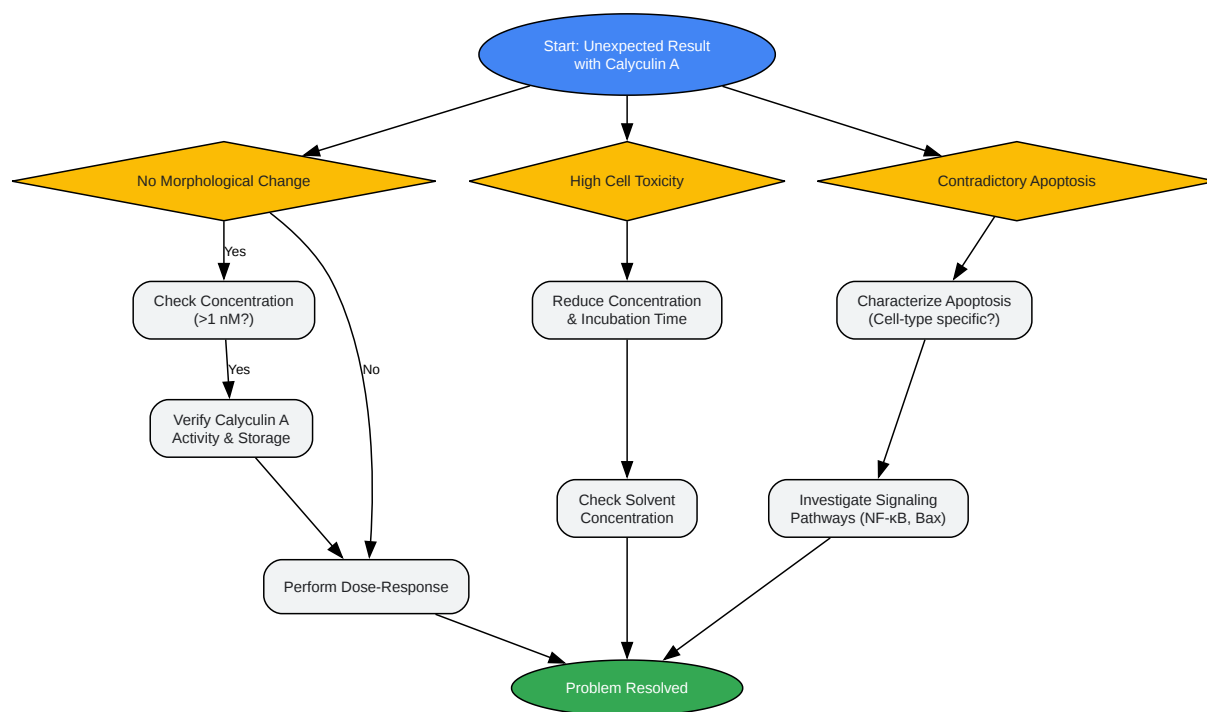 Start: Unexpected Result
with Calyculin A
No Morphological Change
High Cell Toxicity
Contradictory Apoptosis
Yes
Check Concentration
(>1 nM?)
Reduce Concentration
& Incubation Time
Characterize Apoptosis
(Cell-type specific?)
Yes
No
Verify Calyculin A
Activity & Storage
Check Solvent
Concentration
Investigate Signaling
Pathways (NF-κB, Bax)
Perform Dose-Response
Problem Resolved